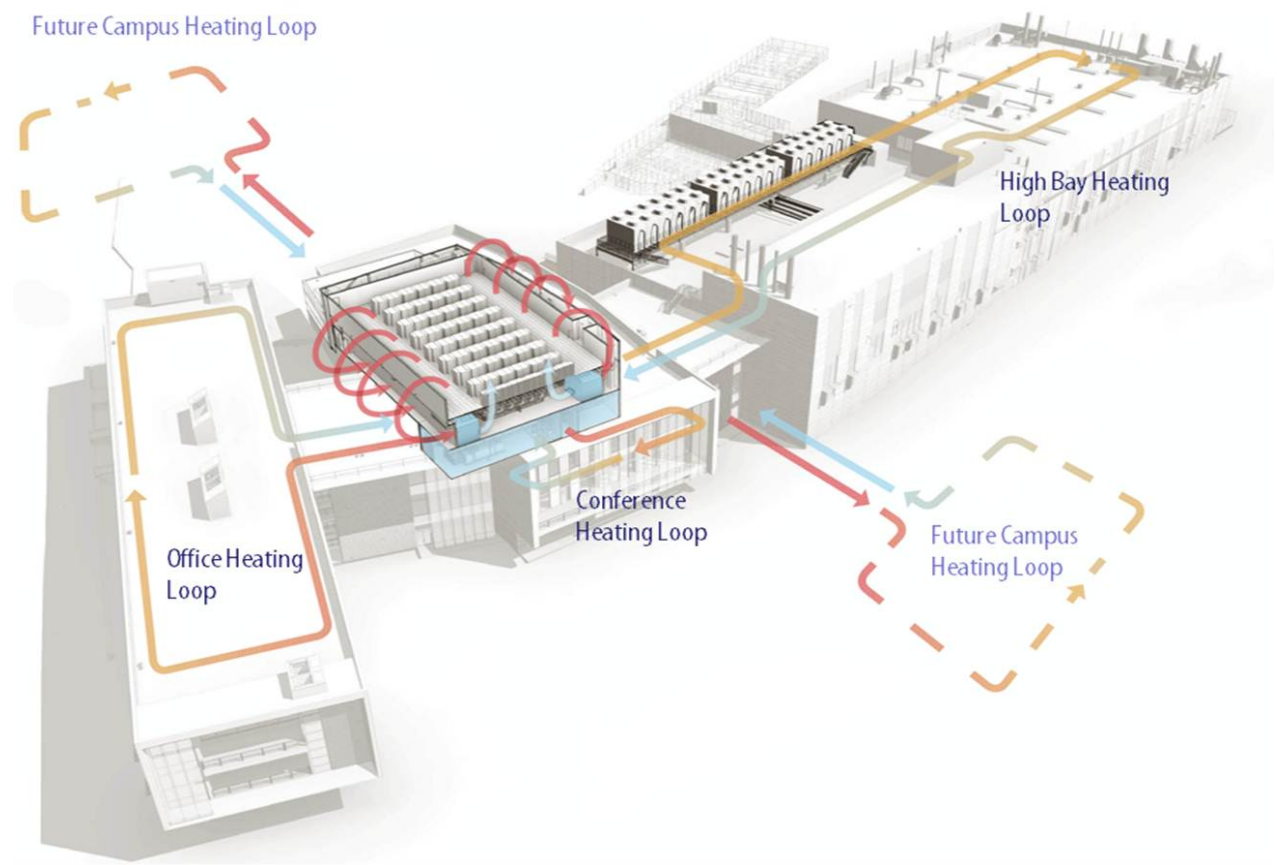 Future Campus Heating Loop
High Bay Heating
Loop
Conference
Heating Loop
Office Heating
Loop
Future Campus
Heating Loop